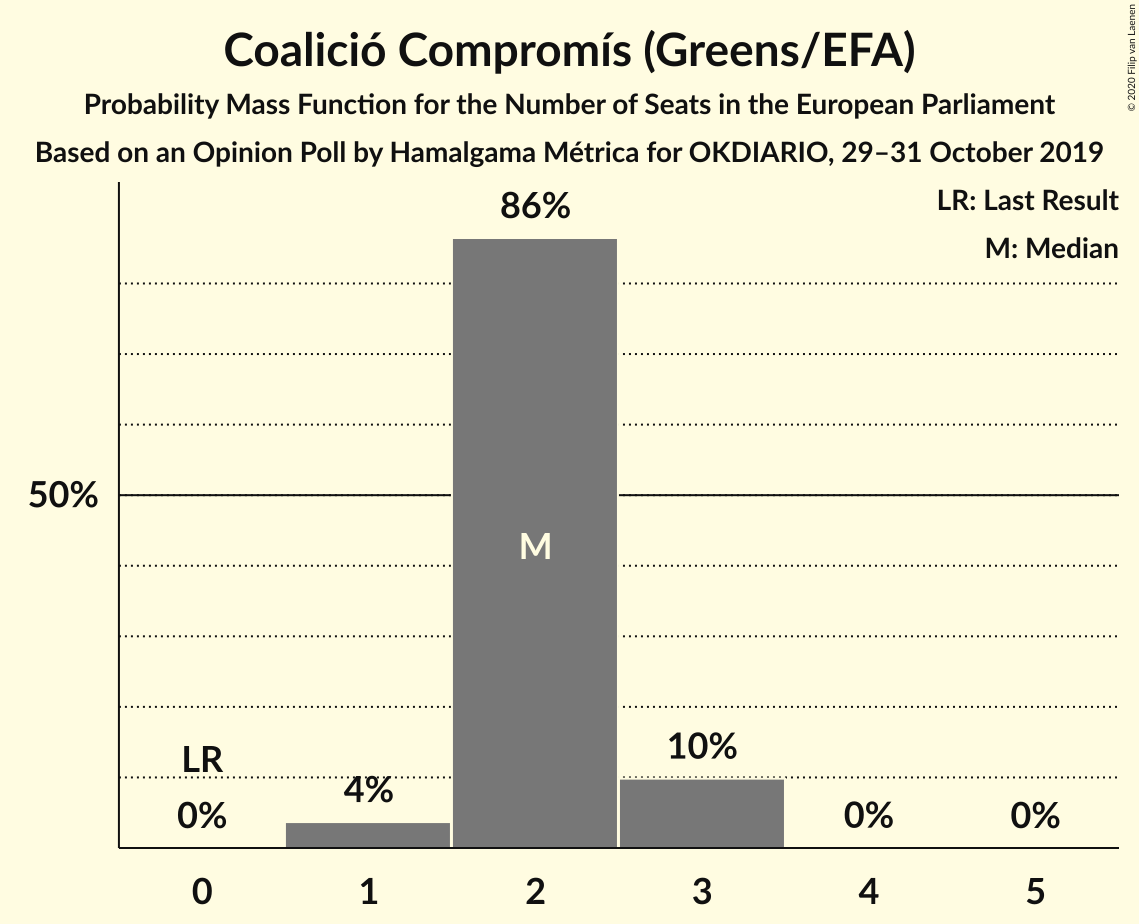 Coalició Compromís (Greens/EFA)
Probability Mass Function for the Number of Seats in the European Parliament
Based on an Opinion Poll by Hamalgama Métrica for OKDIARIO, 29–31 October 2019
© 2020 Filip van Laenen
LR: Last Result
M: Median
86%
50%
M
LR
10%
4%
0%
0%
0%
0 1 2 3 4 5